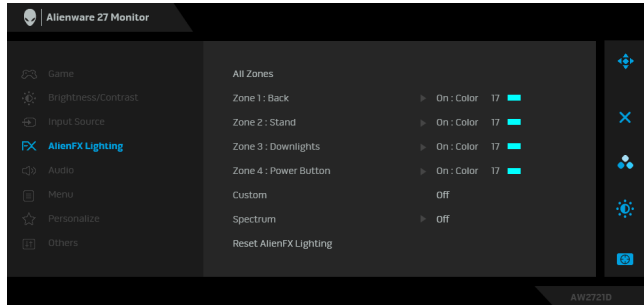 Alienware 27 Monitor
Game
Brightness/Contrast
Input Source
FX AlienFX Lighting
Audio
Menu
Personalize
Others
All Zones
Zone 1 : Back On : Color 17
Zone 2 : Stand On : Color 17
Zone 3 : Downlights On : Color 17
Zone 4 : Power Button On : Color 17
Custom Off
Spectrum Off
Reset AlienFX Lighting
AW2721D